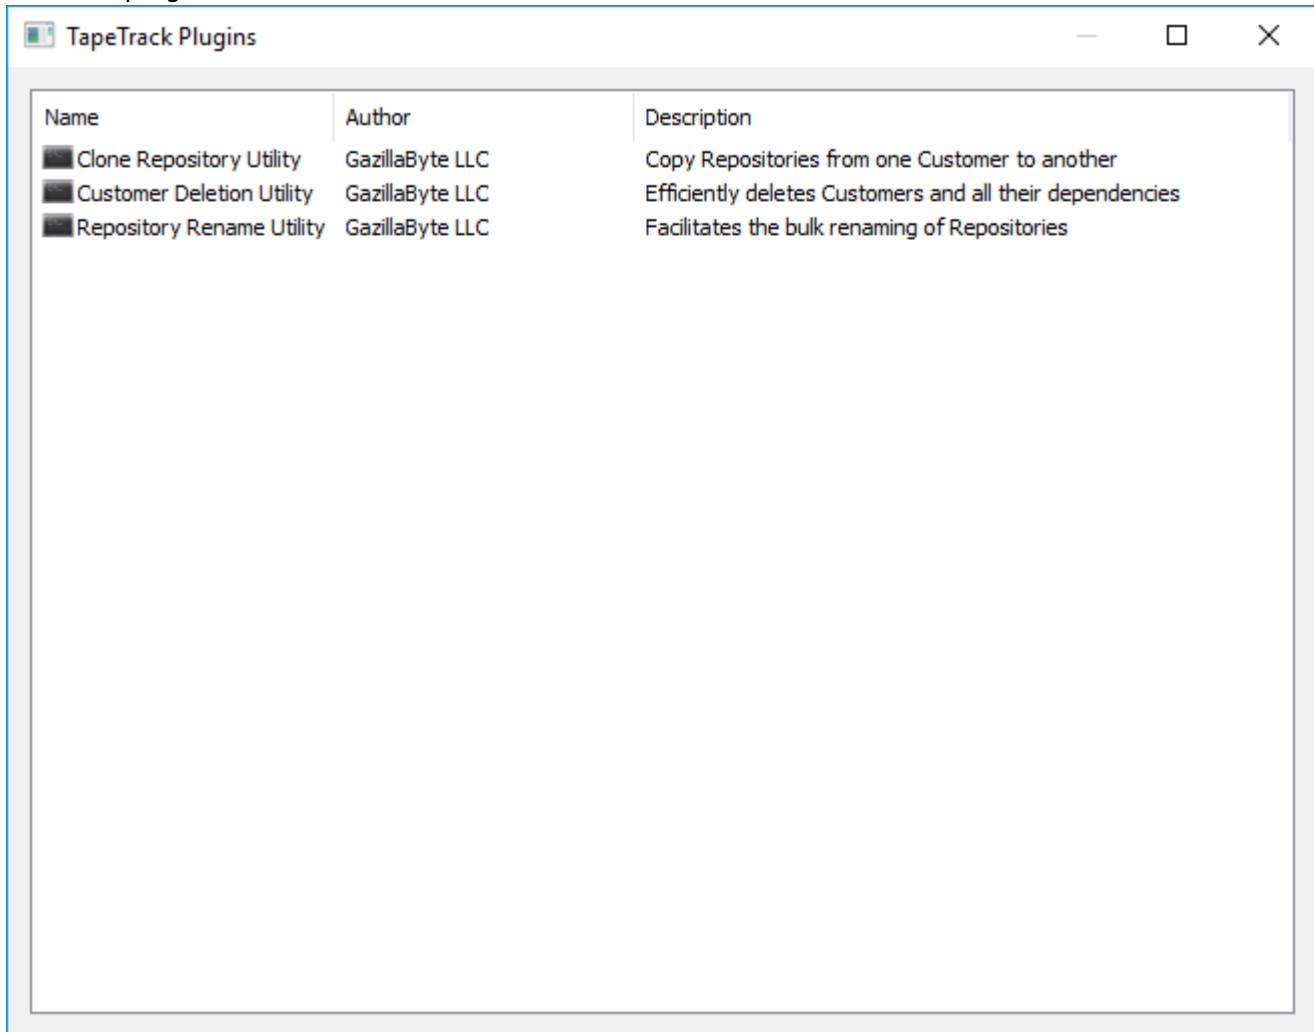 TapeTrack Plugins
Name Author Description
Clone Repository Utility GazillaByte LLC Copy Repositories from one Customer to another
Customer Deletion Utility GazillaByte LLC Efficiently deletes Customers and all their dependencies
Repository Rename Utility GazillaByte LLC Facilitates the bulk renaming of Repositories